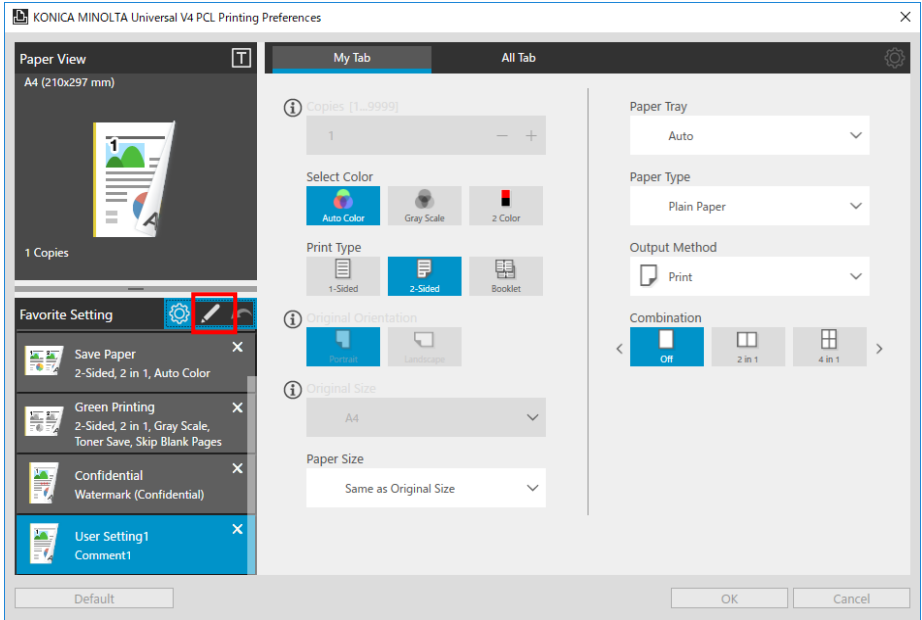 KONICA MINOLTA Universal V4 PCL Printing Preferences
Paper View
T
A4 (210x297 mm)
1
A
1 Copies
Favorite Setting
Save Paper
2-Sided, 2 in 1, Auto Color
Green Printing
2-Sided, 2 in 1, Gray Scale,
Toner Save, Skip Blank Pages
Confidential
Watermark (Confidential)
User Setting1
Comment1
My Tab
All Tab
Copies [1...9999]
1
Select Color
Auto Color
Gray Scale
2 Color
Print Type
1-Sided
2-Sided
Booklet
Original Orientation
Portrait
Landscape
Original Size
A4
Paper Size
Same as Original Size
Paper Tray
Auto
Paper Type
Plain Paper
Output Method
Print
Combination
Off
2 in 1
4 in 1
Default
OK
Cancel